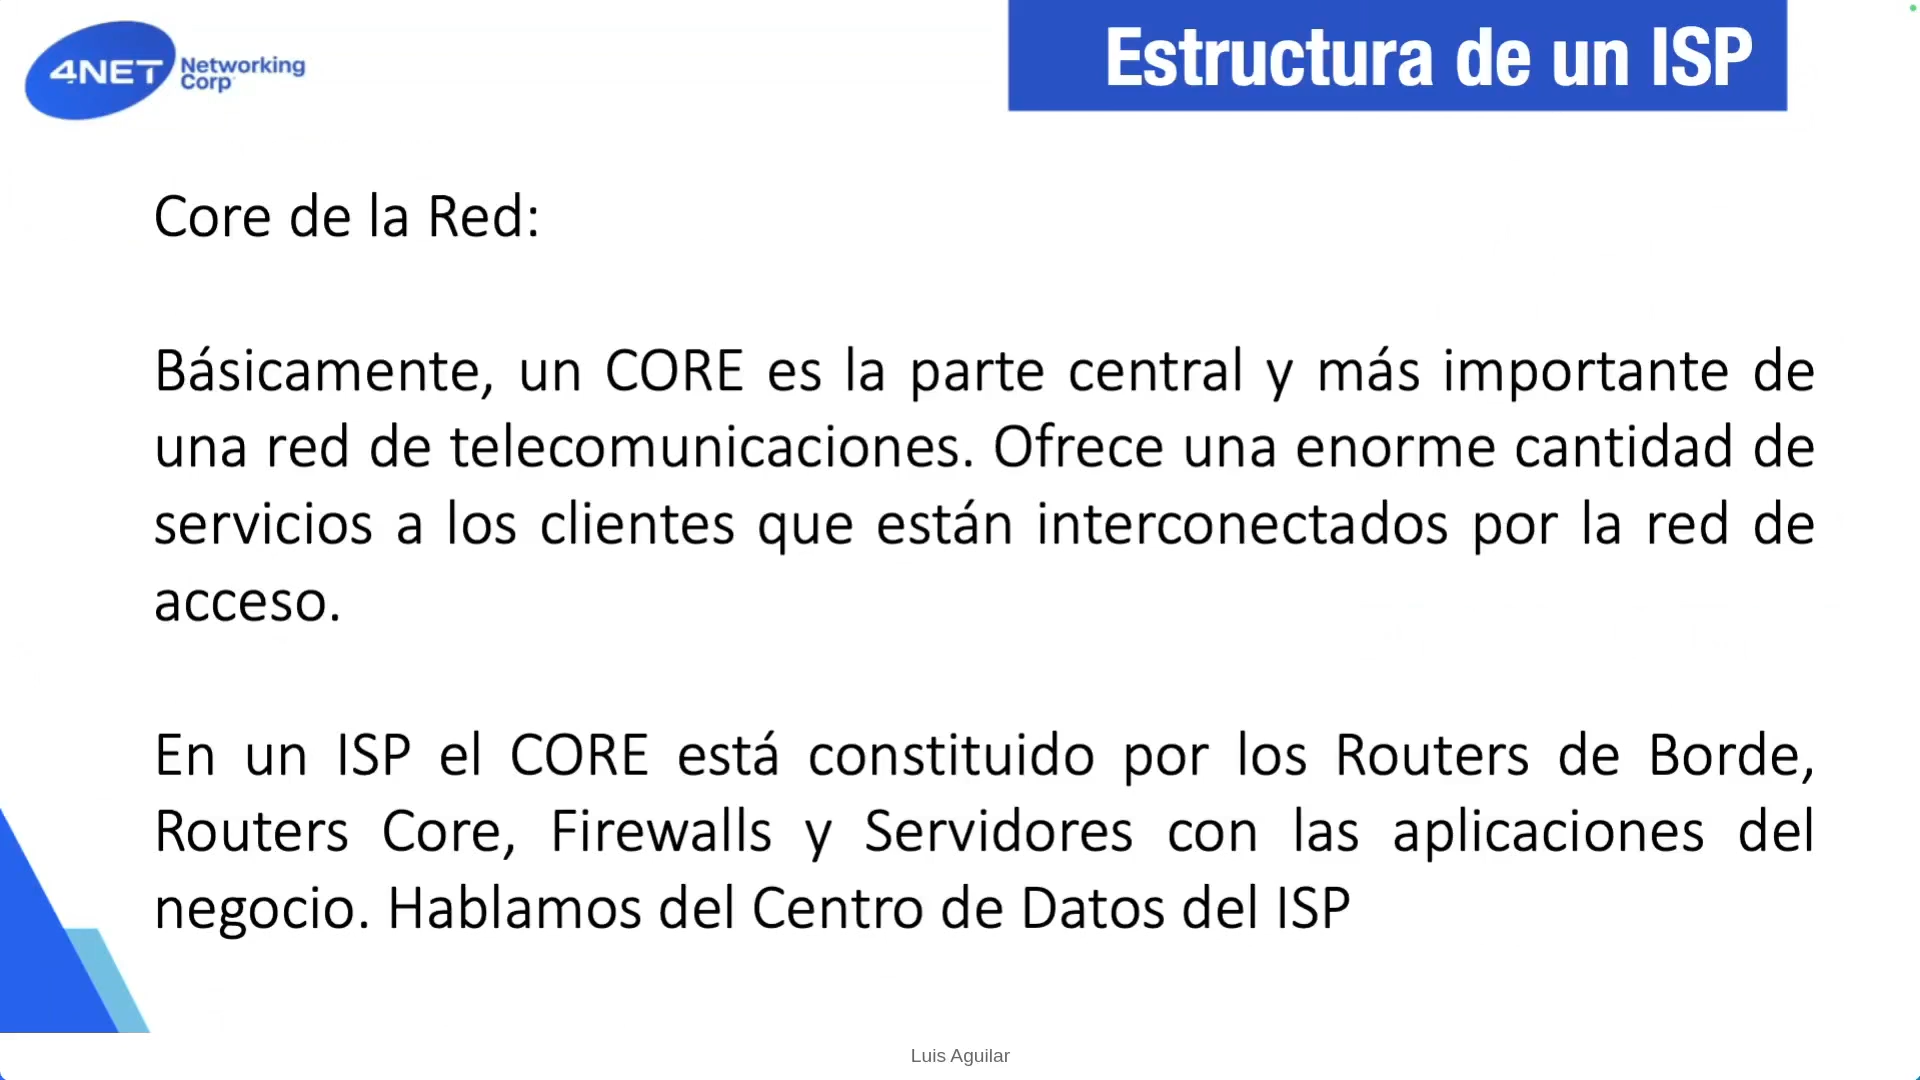 4NET Networking
Corp
Estructura de un ISP
Core de la Red:
Básicamente, un CORE es la parte central y más importante de
una red de telecomunicaciones. Ofrece una enorme cantidad de
servicios a los clientes que están interconectados por la red de
acceso.
En un ISP el CORE está constituido por los Routers de Borde,
Routers Core, Firewalls y Servidores con las aplicaciones del
negocio. Hablamos del Centro de Datos del ISP
Luis Aguilar